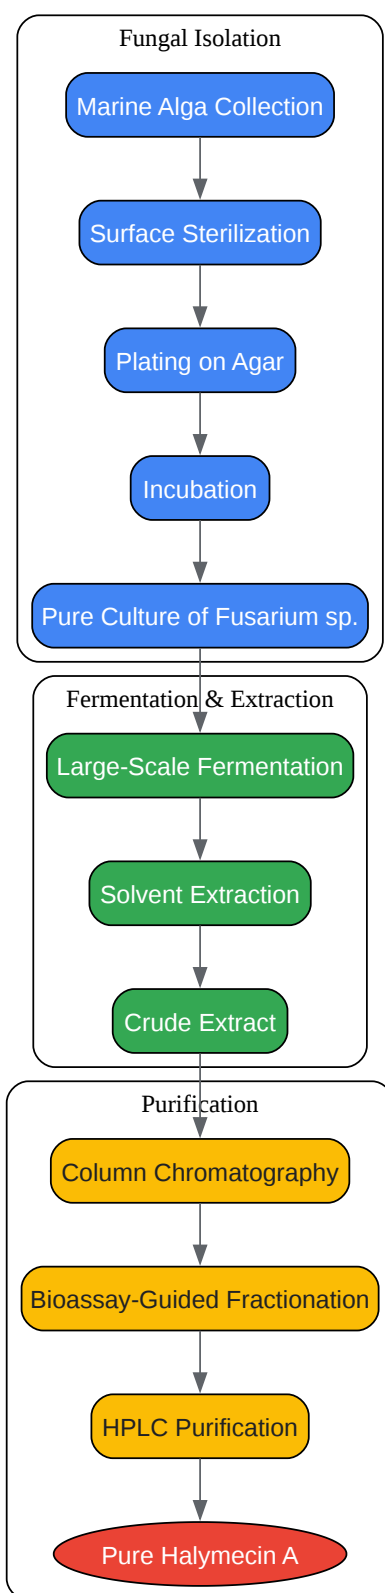 Fungal Isolation
Marine Alga Collection
Surface Sterilization
Plating on Agar
Incubation
Pure Culture of Fusarium sp.
Fermentation & Extraction
Large-Scale Fermentation
Solvent Extraction
Crude Extract
Purification
Column Chromatography
Bioassay-Guided Fractionation
HPLC Purification
Pure Halymecin A